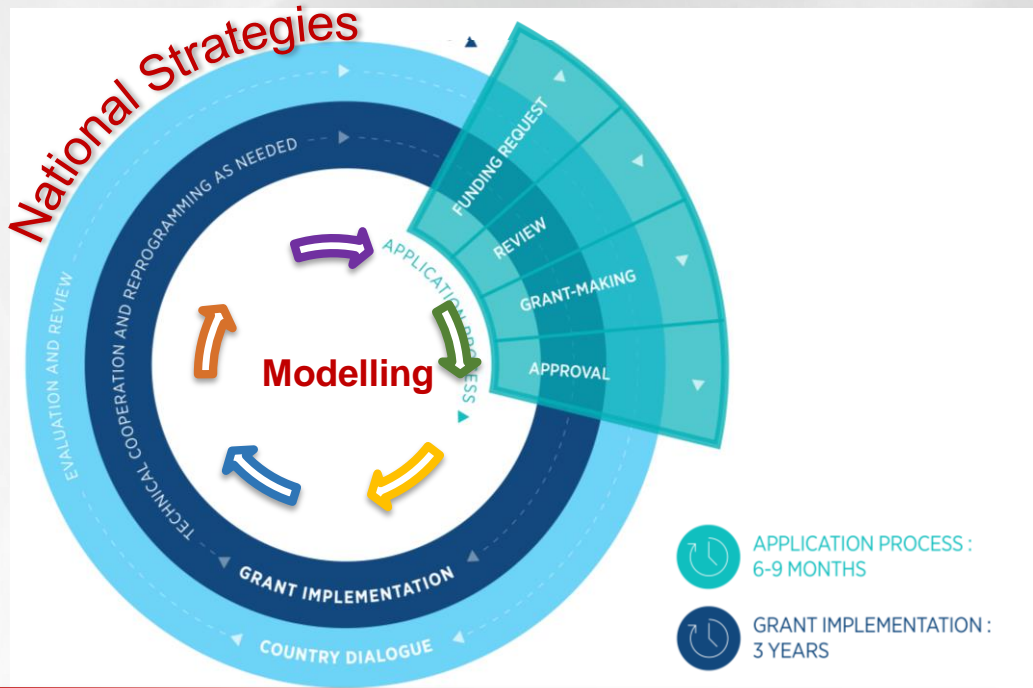 National Strategies
FUNDING REQUEST
REVIEW
GRANT-MAKING
APPROVAL
APPLICATION PROCESS
Modelling
EVALUATION AND REVIEW
TECHNICAL COOPERATION AND REPROGRAMMING AS NEEDED
GRANT IMPLEMENTATION
COUNTRY DIALOGUE
APPLICATION PROCESS :
6-9 MONTHS
GRANT IMPLEMENTATION :
3 YEARS